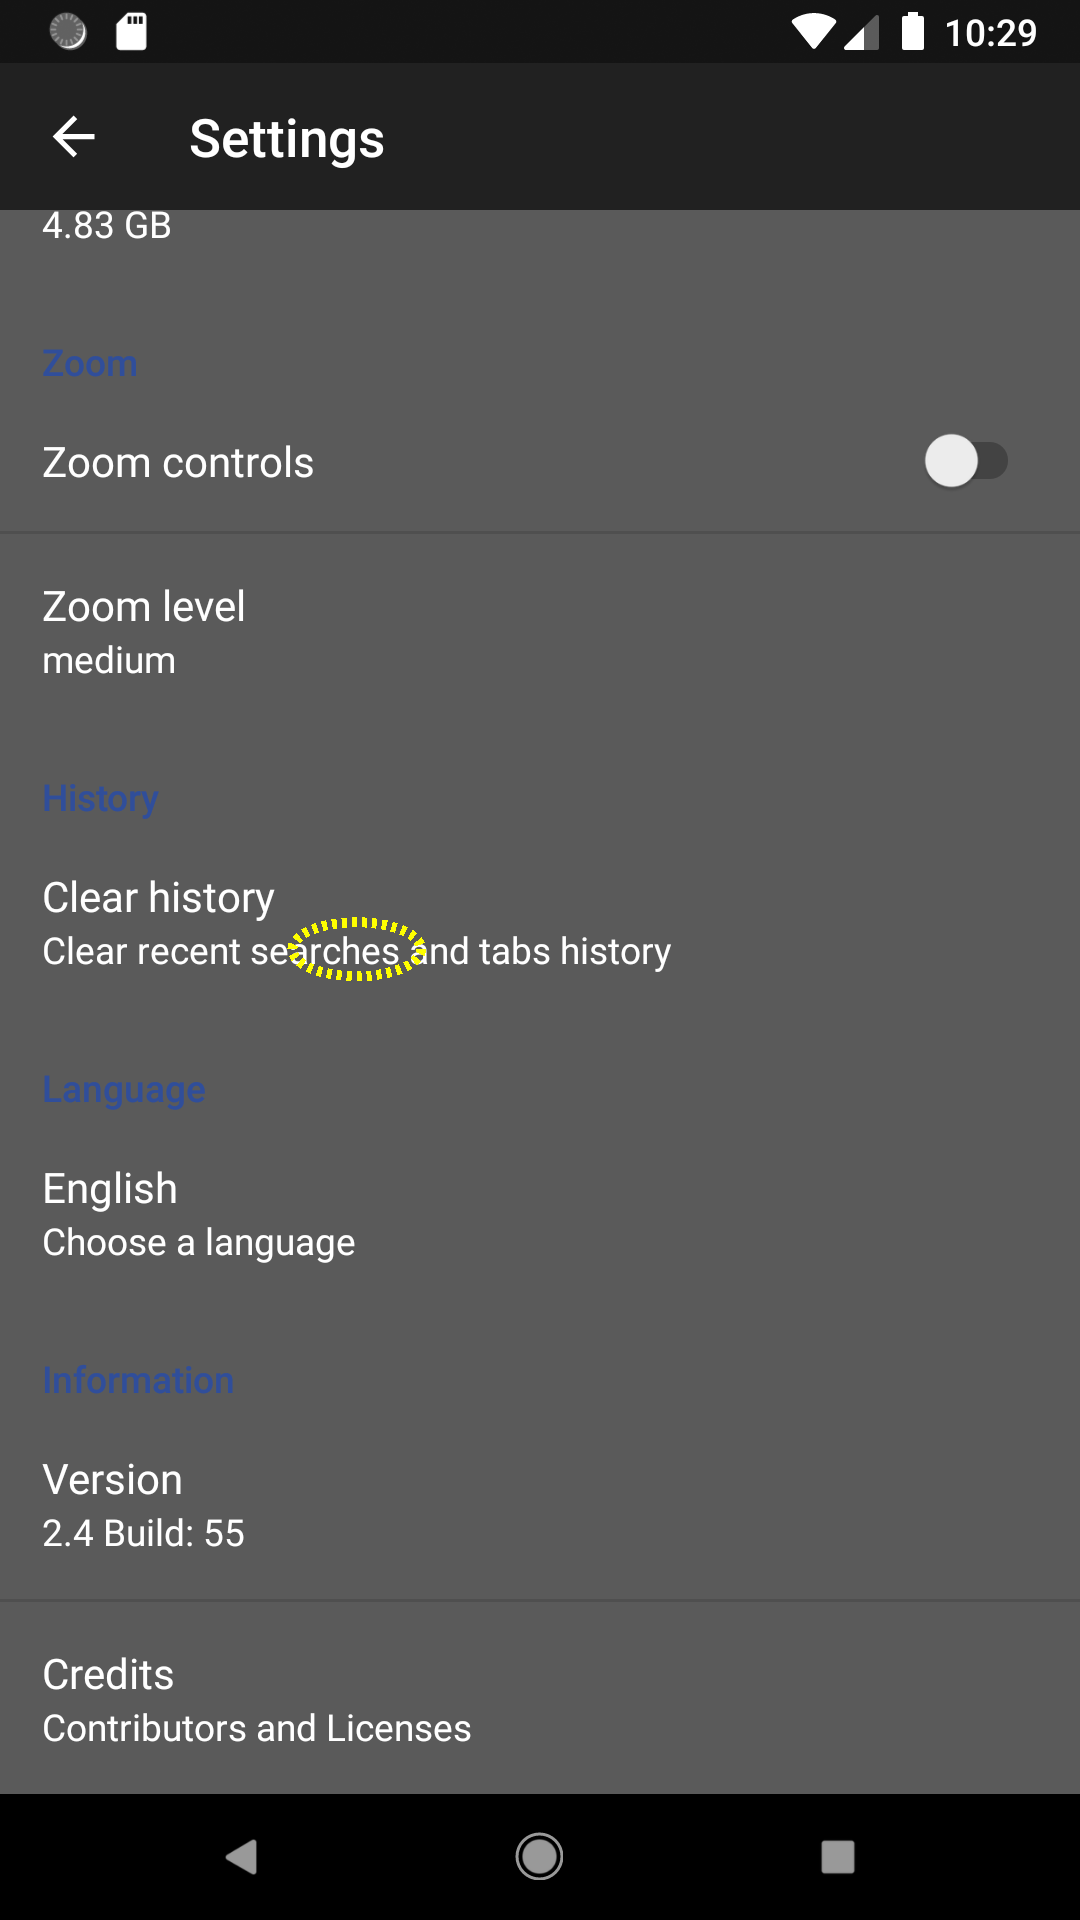 10:29
Settings
4.83 GB
Zoom
Zoom controls
Zoom level
medium
History
Clear history
Clear recent searches and tabs history
Language
English
Choose a language
Information
Version
2.4 Build: 55
Credits
Contributors and Licenses